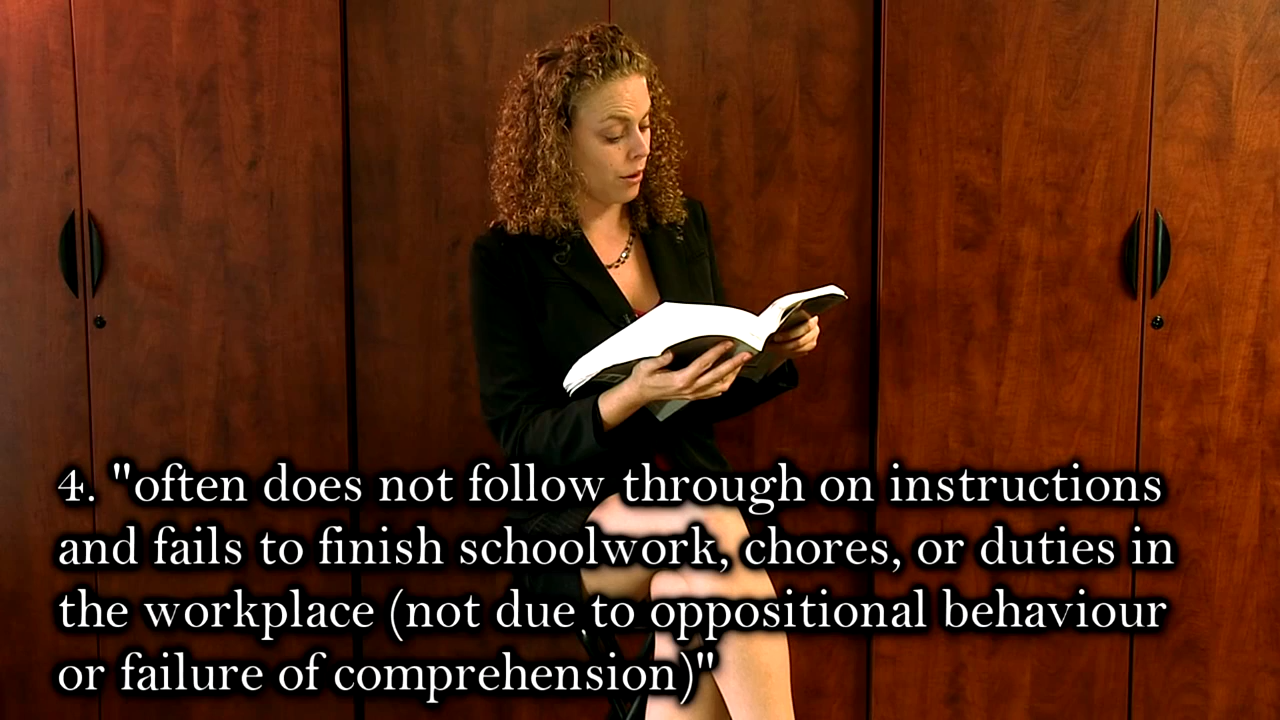 4. "often does not follow through on instructions
and fails to finish schoolwork, chores, or duties in
the workplace (not due to oppositional behaviour
or failure of comprehension)"